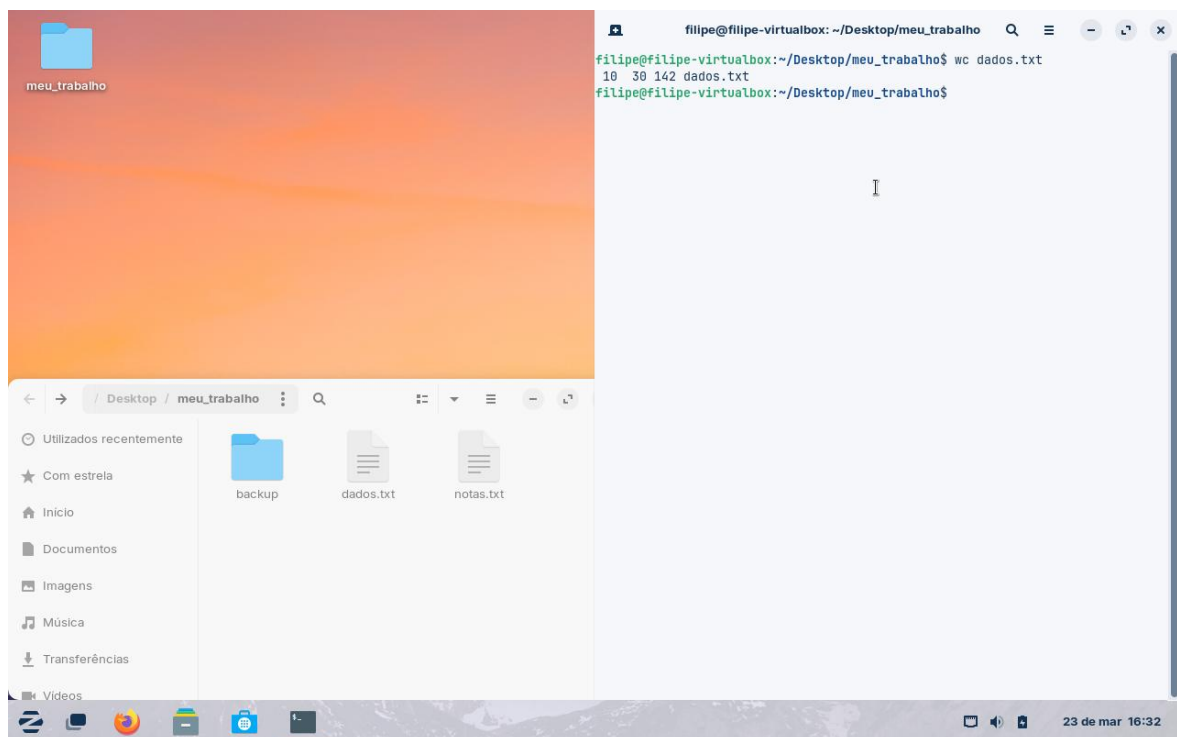 meu_trabalho
filipe@filipe-virtualbox: ~/Desktop/meu_trabalho
filipe@filipe-virtualbox:~/Desktop/meu_trabalho$ wc dados.txt
10 30 142 dados.txt
filipe@filipe-virtualbox:~/Desktop/meu_trabalho$
/ Desktop / meu_trabalho
Utilizados recentemente
Com estrela
Início
Documentos
Imagens
Música
Transferências
Vídeos
backup
dados.txt
notas.txt
23 de mar 16:32